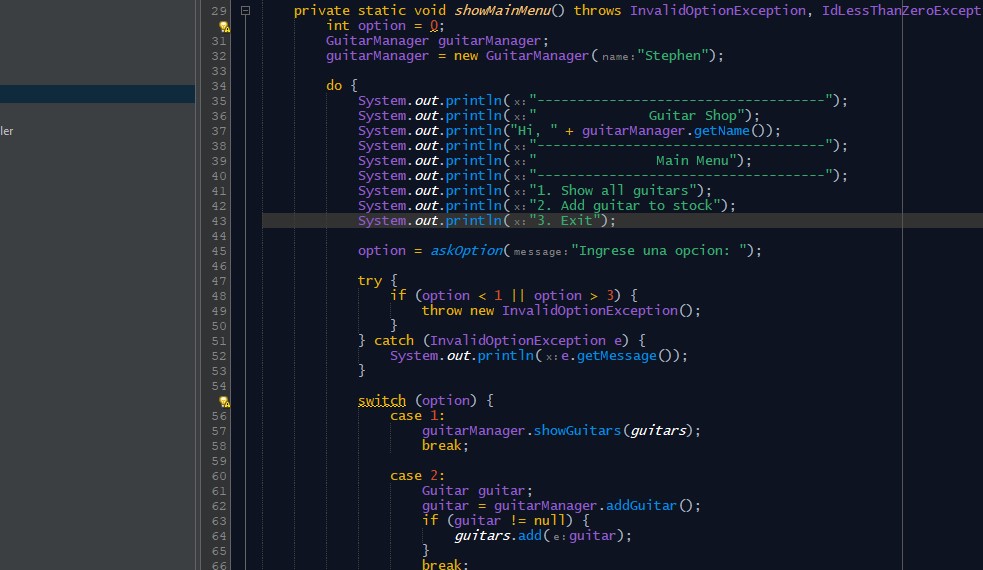 29 private static void showMainMenu() throws InvalidOptionException, IdLessThanZeroExcept
int option = 0;
31 GuitarManager guitarManager;
32 guitarManager = new GuitarManager( name: "Stephen");
33
34 do {
35 System.out.println( x: "------------------------------------");
36 System.out.println( x: "              Guitar Shop");
37 System.out.println("Hi, " + guitarManager.getName());
38 System.out.println( x: "------------------------------------");
39 System.out.println( x: "               Main Menu");
40 System.out.println( x: "------------------------------------");
41 System.out.println( x: "1. Show all guitars");
42 System.out.println( x: "2. Add guitar to stock");
43 System.out.println( x: "3. Exit");
44
ler
45 option = askOption( message: "Ingrese una opcion: ");
46
47 try {
48 if (option < 1 || option > 3) {
49 throw new InvalidOptionException();
50 }
51 } catch (InvalidOptionException e) {
52 System.out.println( x: e.getMessage());
53 }
54
switch (option) {
56 case 1:
57 guitarManager.showGuitars(guitars);
58 break;
59
60 case 2:
61 Guitar guitar;
62 guitar = guitarManager.addGuitar();
63 if (guitar != null) {
64 guitars.add( e: guitar);
65 }
66 break;